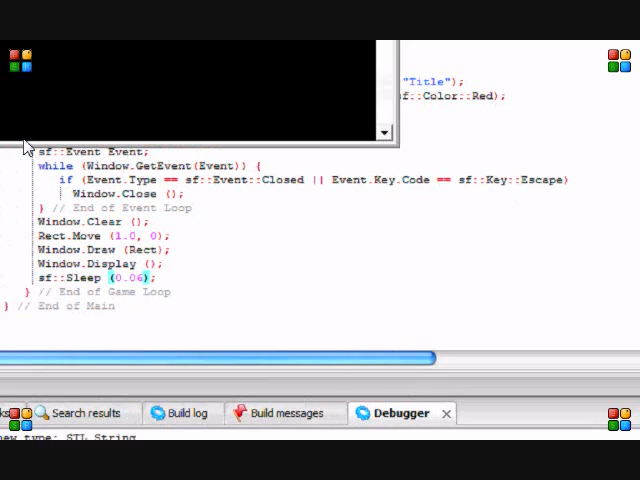 "Title");
sf::Color::Red);
sf::Event Event;
while (Window.GetEvent(Event)) {
if (Event.Type == sf::Event::Closed || Event.Key.Code == sf::Key::Escape)
Window.Close ();
} // End of Event Loop
Window.Clear ();
Rect.Move (1.0, 0);
Window.Draw (Rect);
Window.Display ();
sf::Sleep (0.06);
} // End of Game Loop
} // End of Main
Search results Build log Build messages Debugger
new type: STL String